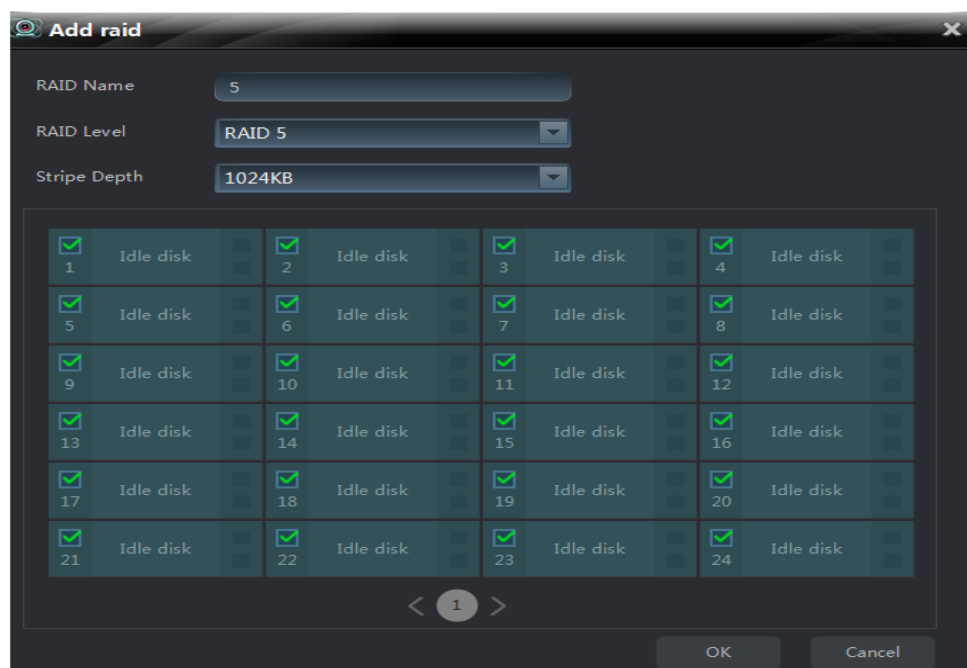 Add raid
RAID Name 5
RAID Level RAID 5
Stripe Depth 1024KB
1 Idle disk 2 Idle disk 3 Idle disk 4 Idle disk
5 Idle disk 6 Idle disk 7 Idle disk 8 Idle disk
9 Idle disk 10 Idle disk 11 Idle disk 12 Idle disk
13 Idle disk 14 Idle disk 15 Idle disk 16 Idle disk
17 Idle disk 18 Idle disk 19 Idle disk 20 Idle disk
21 Idle disk 22 Idle disk 23 Idle disk 24 Idle disk
< 1 >
OK Cancel